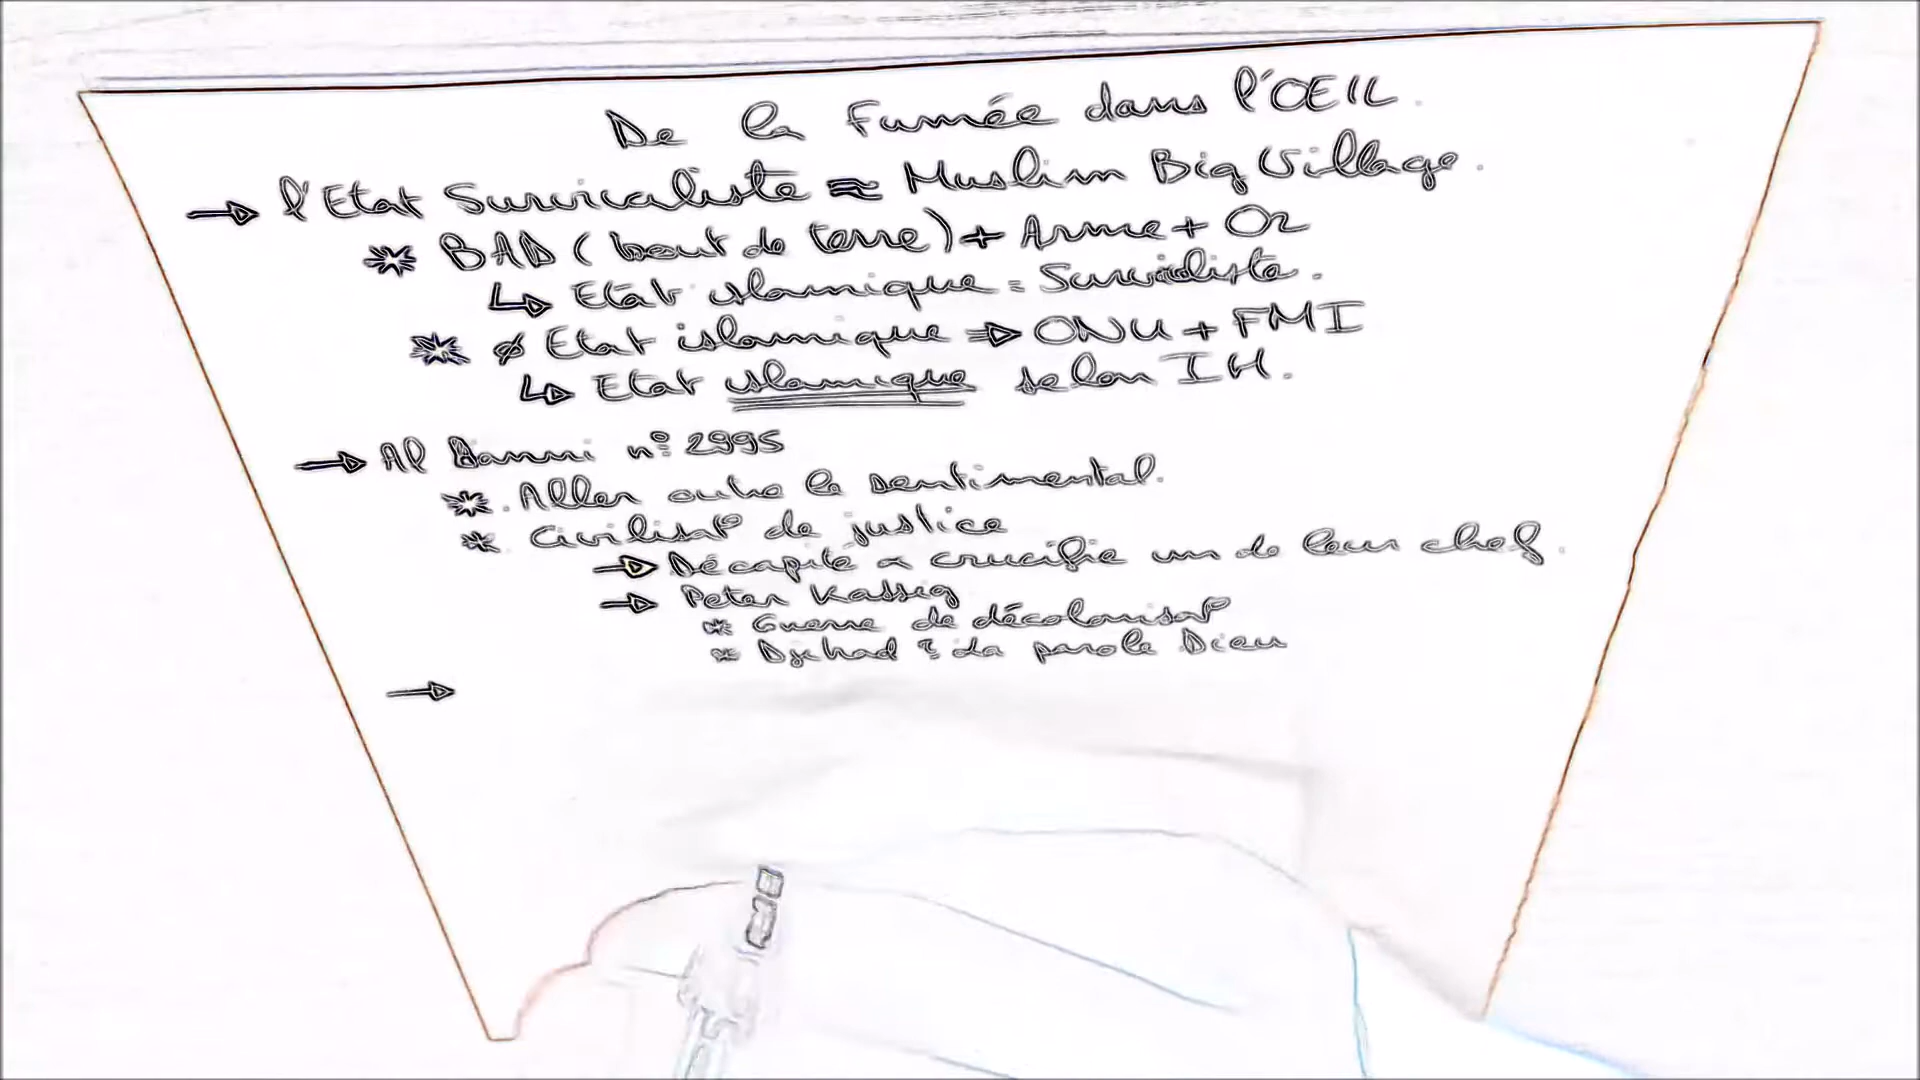 De la Fumée dans l'OEIL.
→ l'Etat Survivaliste = Muslim Big Village.
* BAD (bout de terre) + Arme + Or
↳ Etat islamique = Survivaliste.
* ø Etat islamique ⇒ ONU + FMI
↳ Etat islamique selon IH.
→ Al n° 2995
* Aller outre le sentimental.
* Civilisat° de justice
→ Décapité crucifie un de leur chef.
→ Peter Kassig
* Guerre de décolonisat°
* Djihad la parole Dieu
→